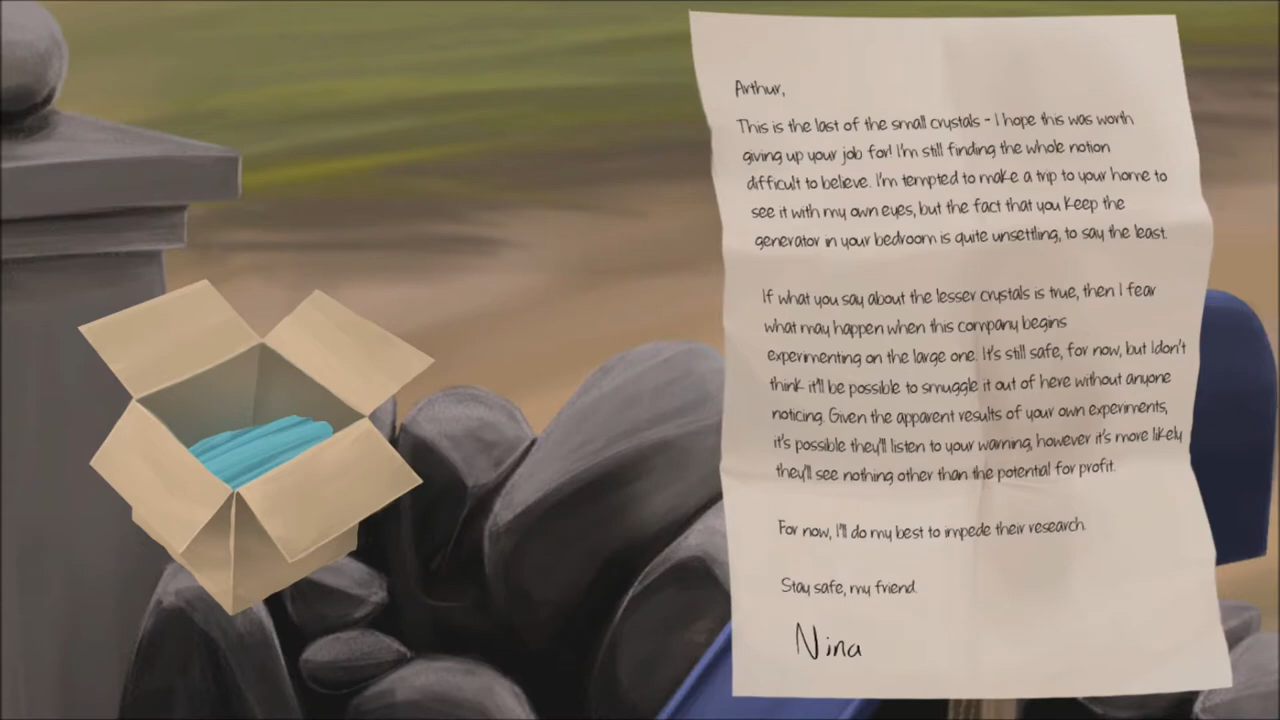 Arthur,
This is the last of the small crystals - I hope this was worth
giving up your job for! I'm still finding the whole notion
difficult to believe. I'm tempted to make a trip to your home to
see it with my own eyes, but the fact that you keep the
generator in your bedroom is quite unsettling, to say the least.
If what you say about the lesser crystals is true, then I fear
what may happen when this company begins
experimenting on the large one. It's still safe, for now, but I don't
think it'll be possible to smuggle it out of here without anyone
noticing. Given the apparent results of your own experiments,
it's possible they'll listen to your warning, however it's more likely
they'll see nothing other than the potential for profit.
For now, I'll do my best to impede their research.
Stay safe, my friend.
Nina